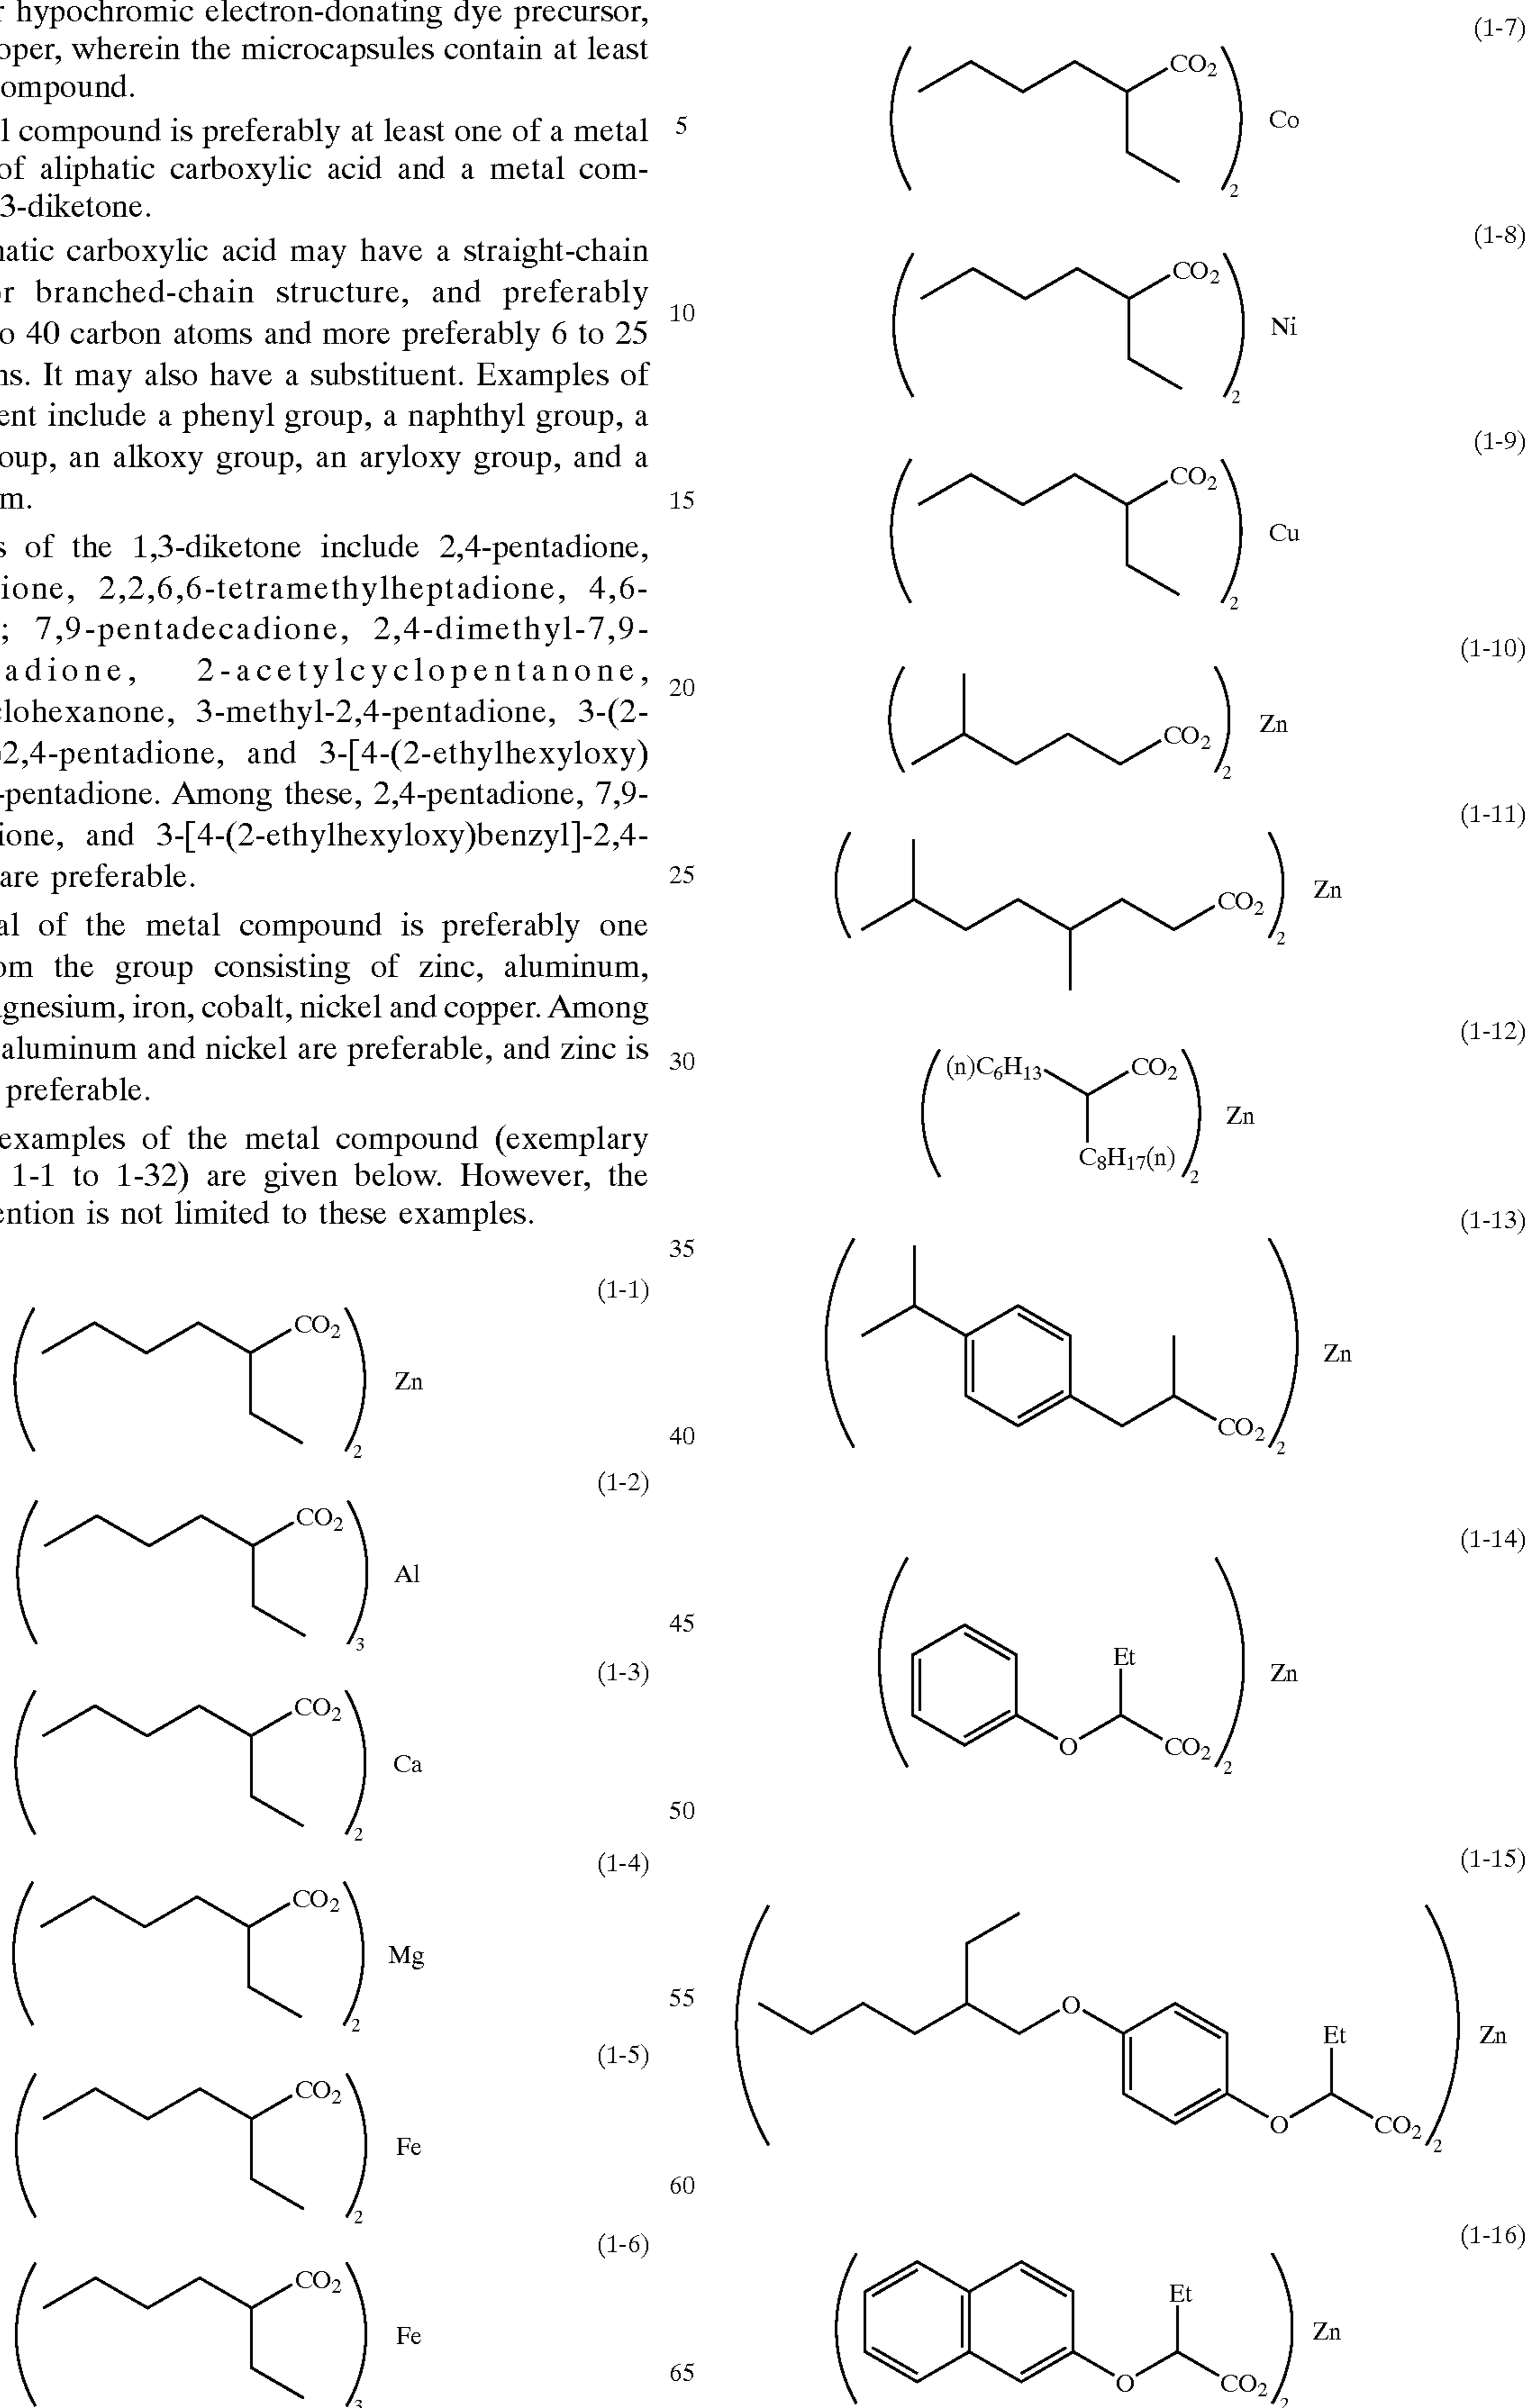 r hypochromic electron-donating dye precursor,
oper, wherein the microcapsules contain at least
ompound.
l compound is preferably at least one of a metal
of aliphatic carboxylic acid and a metal com-
3-diketone.
natic carboxylic acid may have a straight-chain
or branched-chain structure, and preferably
o 40 carbon atoms and more preferably 6 to 25
ns. It may also have a substituent. Examples of
ent include a phenyl group, a naphthyl group, a
oup, an alkoxy group, an aryloxy group, and a
m.
s of the 1,3-diketone include 2,4-pentadione,
ione, 2,2,6,6-tetramethylheptadione, 4,6-
; 7,9-pentadecadione, 2,4-dimethyl-7,9-
adione, 2-acetylcyclopentanone,
clohexanone, 3-methyl-2,4-pentadione, 3-(2-
2,4-pentadione, and 3-[4-(2-ethylhexyloxy)
-pentadione. Among these, 2,4-pentadione, 7,9-
ione, and 3-[4-(2-ethylhexyloxy)benzyl]-2,4-
are preferable.
al of the metal compound is preferably one
om the group consisting of zinc, aluminum,
agnesium, iron, cobalt, nickel and copper. Among
aluminum and nickel are preferable, and zinc is
preferable.
examples of the metal compound (exemplary
1-1 to 1-32) are given below. However, the
ention is not limited to these examples.
(1-1)
CO2
Zn
2
(1-2)
CO2
Al
3
(1-3)
CO2
Ca
2
(1-4)
CO2
Mg
2
(1-5)
CO2
Fe
2
(1-6)
CO2
Fe
3
5
10
15
20
25
30
35
40
45
50
55
60
65
(1-7)
CO2
Co
2
(1-8)
CO2
Ni
2
(1-9)
CO2
Cu
2
(1-10)
CO2
Zn
2
(1-11)
CO2
Zn
2
(1-12)
(n)C6H13
CO2
Zn
C8H17(n)
2
(1-13)
Zn
CO2
2
(1-14)
Et
Zn
O
CO2
2
(1-15)
O
Et
Zn
O
CO2
2
(1-16)
Et
Zn
O
CO2
2